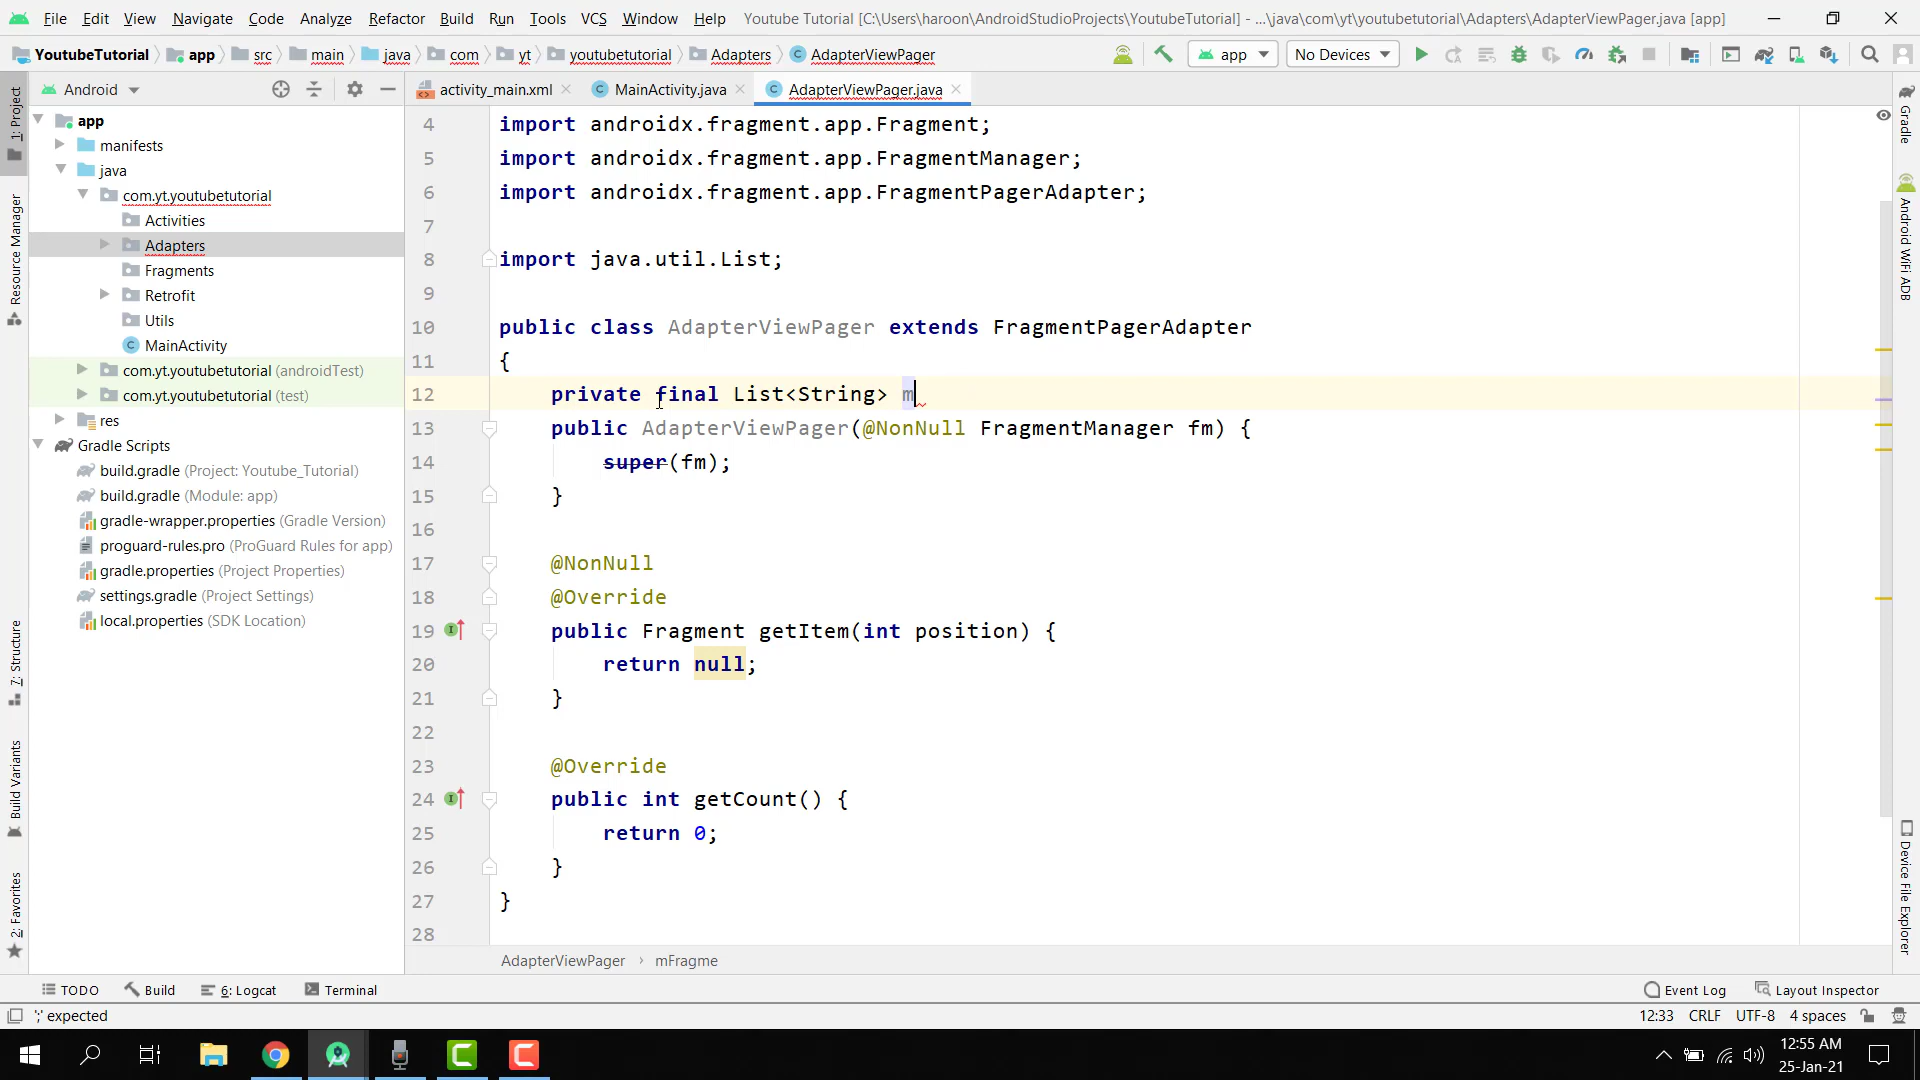 File Edit View Navigate Code Analyze Refactor Build Run Tools VCS Window Help Youtube Tutorial [C:\Users\haroon\AndroidStudioProjects\YoutubeTutorial] - ...\java\com\yt\youtubetutorial\Adapters\AdapterViewPager.java [app]
YoutubeTutorial app src main java com yt youtubetutorial Adapters AdapterViewPager app No Devices
Android activity_main.xml MainActivity.java AdapterViewPager.java
1: Project
Resource Manager
7: Structure
Build Variants
2: Favorites
app
manifests
java
com.yt.youtubetutorial
Activities
Adapters
Fragments
Retrofit
Utils
MainActivity
com.yt.youtubetutorial (androidTest)
com.yt.youtubetutorial (test)
res
Gradle Scripts
build.gradle (Project: Youtube_Tutorial)
build.gradle (Module: app)
gradle-wrapper.properties (Gradle Version)
proguard-rules.pro (ProGuard Rules for app)
gradle.properties (Project Properties)
settings.gradle (Project Settings)
local.properties (SDK Location)
4 import androidx.fragment.app.Fragment;
5 import androidx.fragment.app.FragmentManager;
6 import androidx.fragment.app.FragmentPagerAdapter;
7
8 import java.util.List;
9
10 public class AdapterViewPager extends FragmentPagerAdapter
11 {
12 private final List<String> m
13 public AdapterViewPager(@NonNull FragmentManager fm) {
14 super(fm);
15 }
16
17 @NonNull
18 @Override
19 public Fragment getItem(int position) {
20 return null;
21 }
22
23 @Override
24 public int getCount() {
25 return 0;
26 }
27 }
28
AdapterViewPager › mFragme
Gradle
Android WiFi ADB
Device File Explorer
TODO Build 6: Logcat Terminal Event Log Layout Inspector
';' expected 12:33 CRLF UTF-8 4 spaces
12:55 AM
25-Jan-21